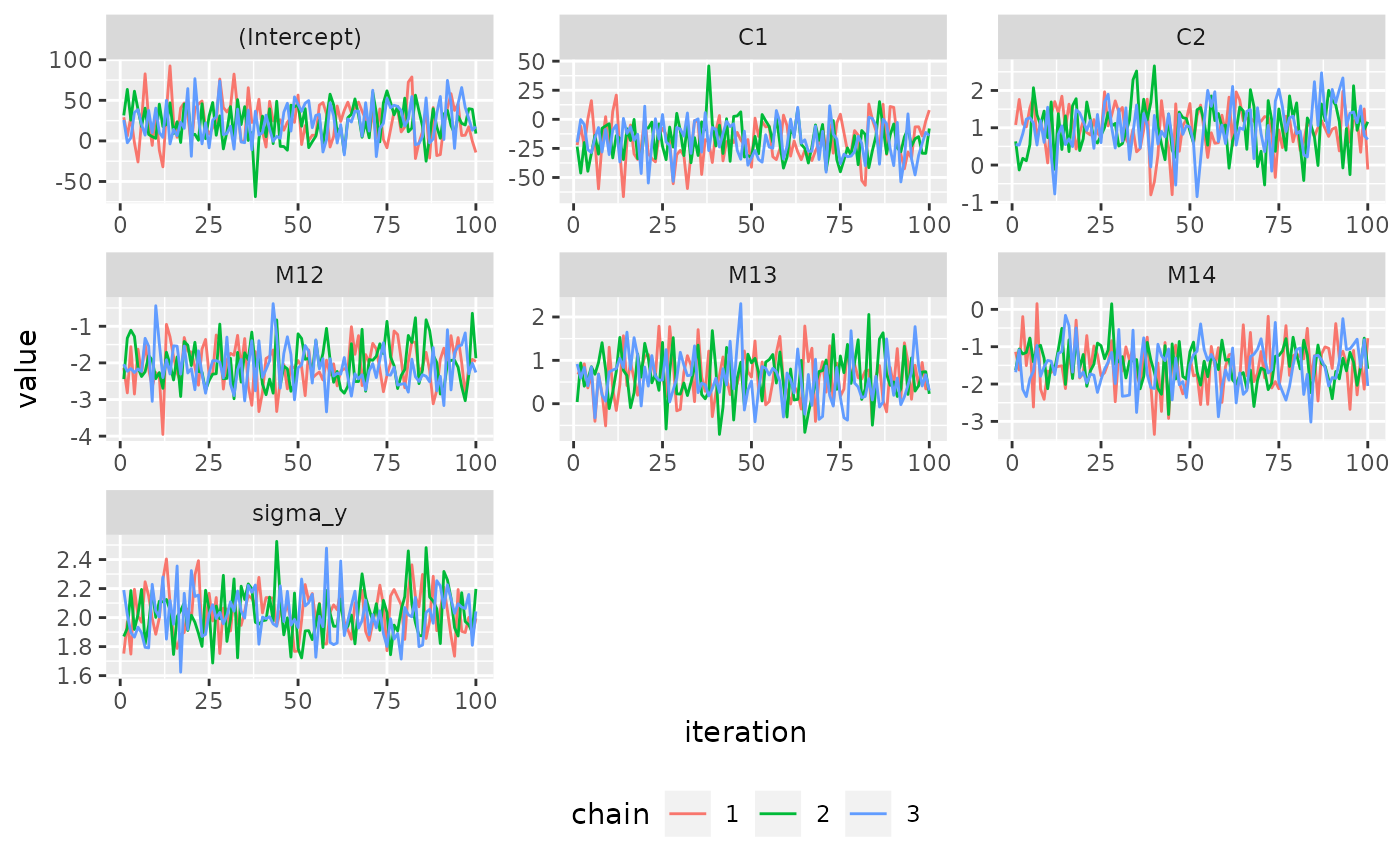 (Intercept) C1 C2
100 50 0 -50
50 25 0 -25 -50
2 1 0 -1
0 25 50 75 100 0 25 50 75 100 0 25 50 75 100
M12 M13 M14
-1 -2 -3 -4
2 1 0
0 -1 -2 -3
0 25 50 75 100 0 25 50 75 100 0 25 50 75 100
value
sigma_y
2.4 2.2 2.0 1.8 1.6
0 25 50 75 100
iteration
chain 1 2 3